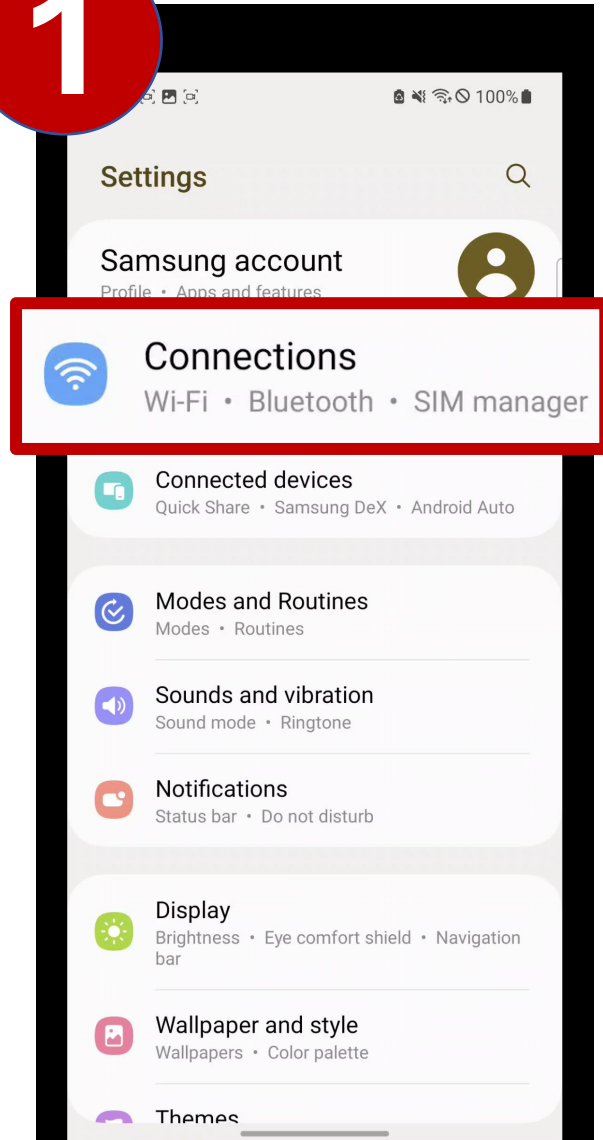 1
100%
Settings
Samsung account
Profile • Apps and features
Connections
Wi-Fi • Bluetooth • SIM manager
Connected devices
Quick Share • Samsung DeX • Android Auto
Modes and Routines
Modes • Routines
Sounds and vibration
Sound mode • Ringtone
Notifications
Status bar • Do not disturb
Display
Brightness • Eye comfort shield • Navigation
bar
Wallpaper and style
Wallpapers • Color palette
Themes